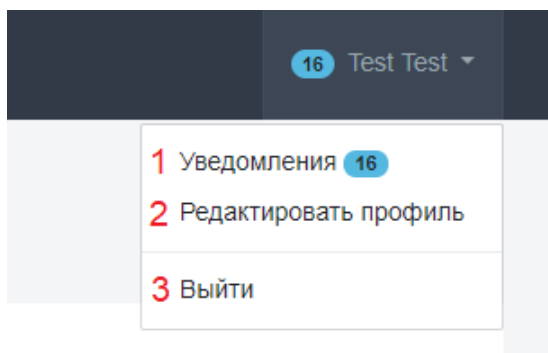 16 Test Test
1 Уведомления 16
2 Редактировать профиль
3 Выйти